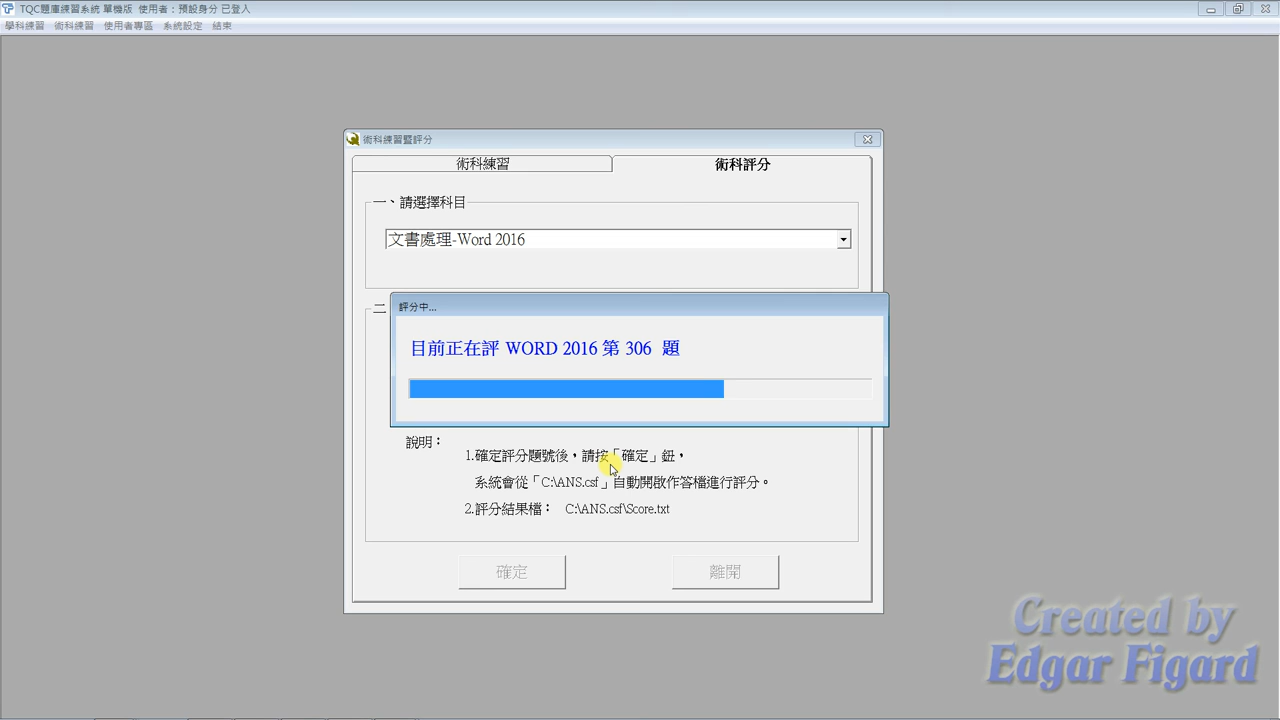 TQC題庫練習系統 單機版 使用者：預設身分 已登入
學科練習 術科練習 使用者專區 系統設定 結束
術科練習暨評分
術科練習 術科評分
一、請選擇科目
文書處理-Word 2016
二
評分中...
目前正在評 WORD 2016 第 306 題
說明：
1.確定評分題號後，請按「確定」鈕，
系統會從「C:\ANS.csf」自動開啟作答檔進行評分。
2.評分結果檔： C:\ANS.csf\Score.txt
確定 離開
Created by
Edgar Figard